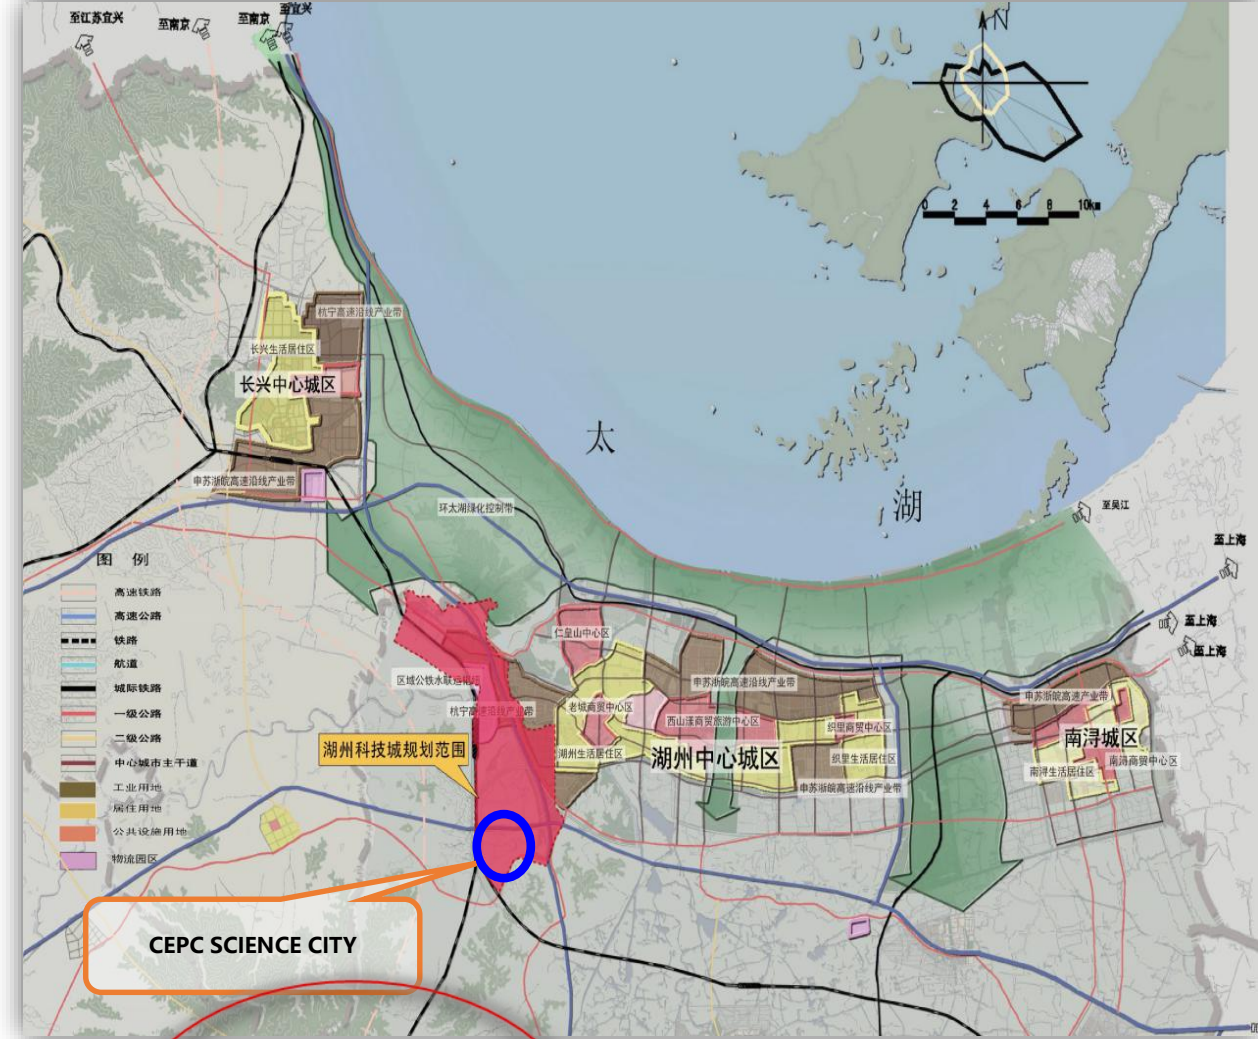 至江苏宜兴
至南京
至南京
至宜兴
N
0 2 4 6 8 10km
杭宁高速沿线产业带
长兴生活居住区
长兴中心城区
申苏浙皖高速沿线产业带
太
湖
环太湖绿化控制带
至吴江
至上海
至上海
至上海
图 例
高速铁路
高速公路
铁路
航道
城际铁路
一级公路
二级公路
中心城市主干道
工业用地
居住用地
公共设施用地
物流园区
仁皇山中心区
区域公铁水联运枢纽
杭宁高速沿线产业带
老城商贸中心区
申苏浙皖高速沿线产业带
西山漾商贸旅游中心区
织里商贸中心区
湖州生活居住区
湖州中心城区
织里生活居住区
申苏浙皖高速沿线产业带
申苏浙皖高速产业带
南浔城区
南浔商贸中心区
南浔生活居住区
湖州科技城规划范围
CEPC SCIENCE CITY